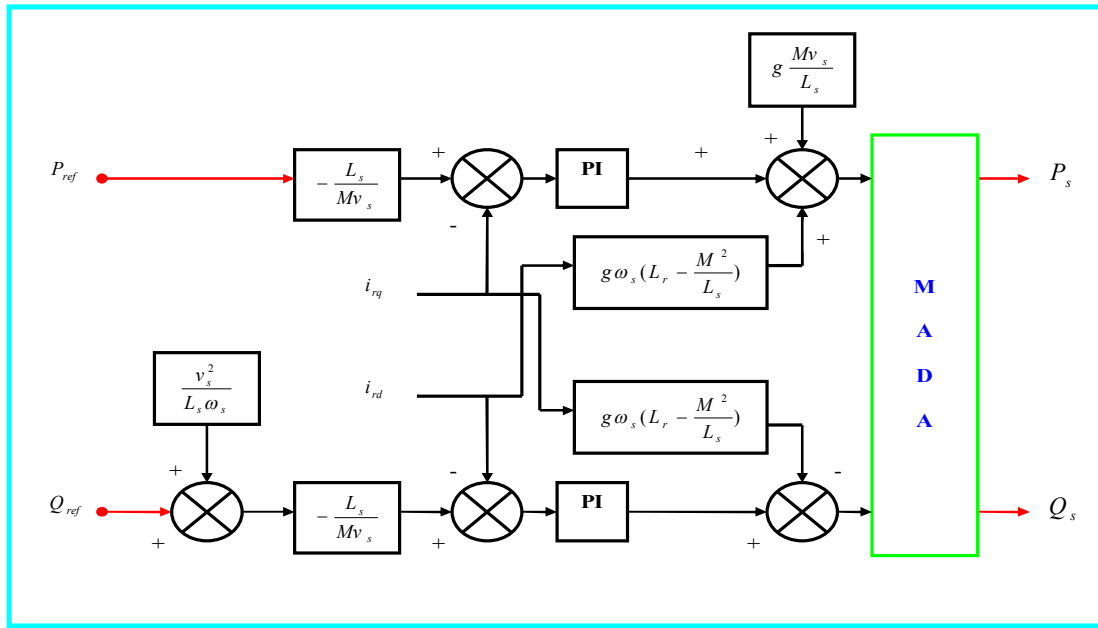 g Mv_s / L_s
+
P_ref
- L_s / Mv_s
+
-
PI
+
+
P_s
g ω_s (L_r - M^2 / L_s)
i_rq
M
A
D
A
v_s^2 / L_s ω_s
i_rd
g ω_s (L_r - M^2 / L_s)
+
-
-
Q_ref
+
- L_s / Mv_s
+
PI
+
Q_s